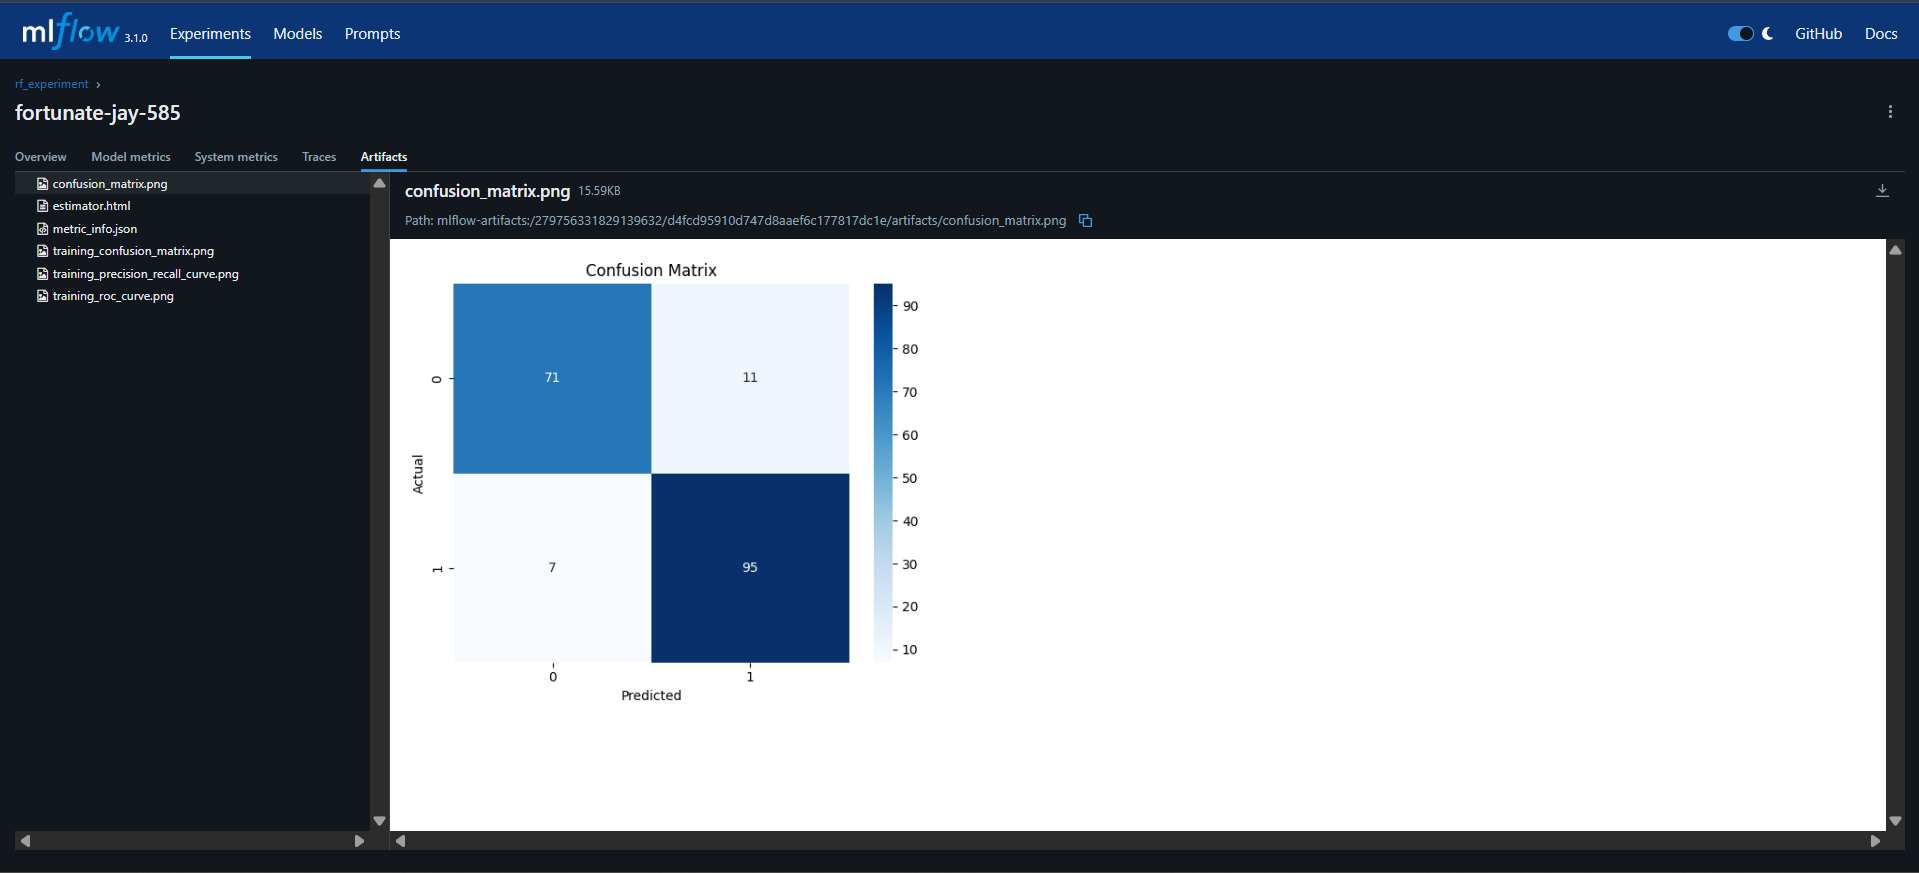 mlflow 3.1.0 Experiments Models Prompts GitHub Docs
rf_experiment ›
fortunate-jay-585
Overview Model metrics System metrics Traces Artifacts
confusion_matrix.png
estimator.html
metric_info.json
training_confusion_matrix.png
training_precision_recall_curve.png
training_roc_curve.png
confusion_matrix.png 15.59KB
Path: mlflow-artifacts:/279756331829139632/d4fcd95910d747d8aaef6c177817dc1e/artifacts/confusion_matrix.png
Confusion Matrix
Actual
0
1
71 11
7 95
0 1
Predicted
90
80
70
60
50
40
30
20
10